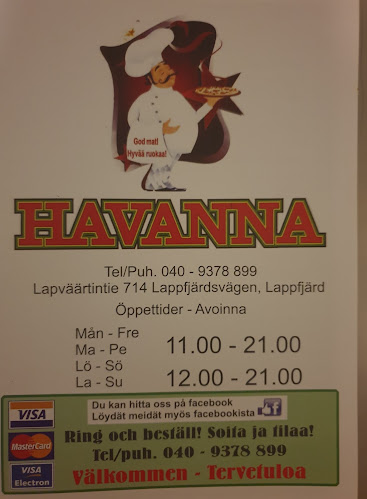 God mat!
Hyvää ruokaa!
HAVANNA
Tel/Puh. 040 - 9378 899
Lapväärtintie 714 Lappfjärdsvägen, Lappfjärd
Öppettider - Avoinna
Mån - Fre
Ma - Pe
11.00 - 21.00
Lö - Sö
La - Su
12.00 - 21.00
VISA
MasterCard
VISA
Electron
Du kan hitta oss på facebook
Löydät meidät myös facebookista
Ring och beställ! Soita ja tilaa!
Tel/puh. 040 - 9378 899
Välkommen - Tervetuloa